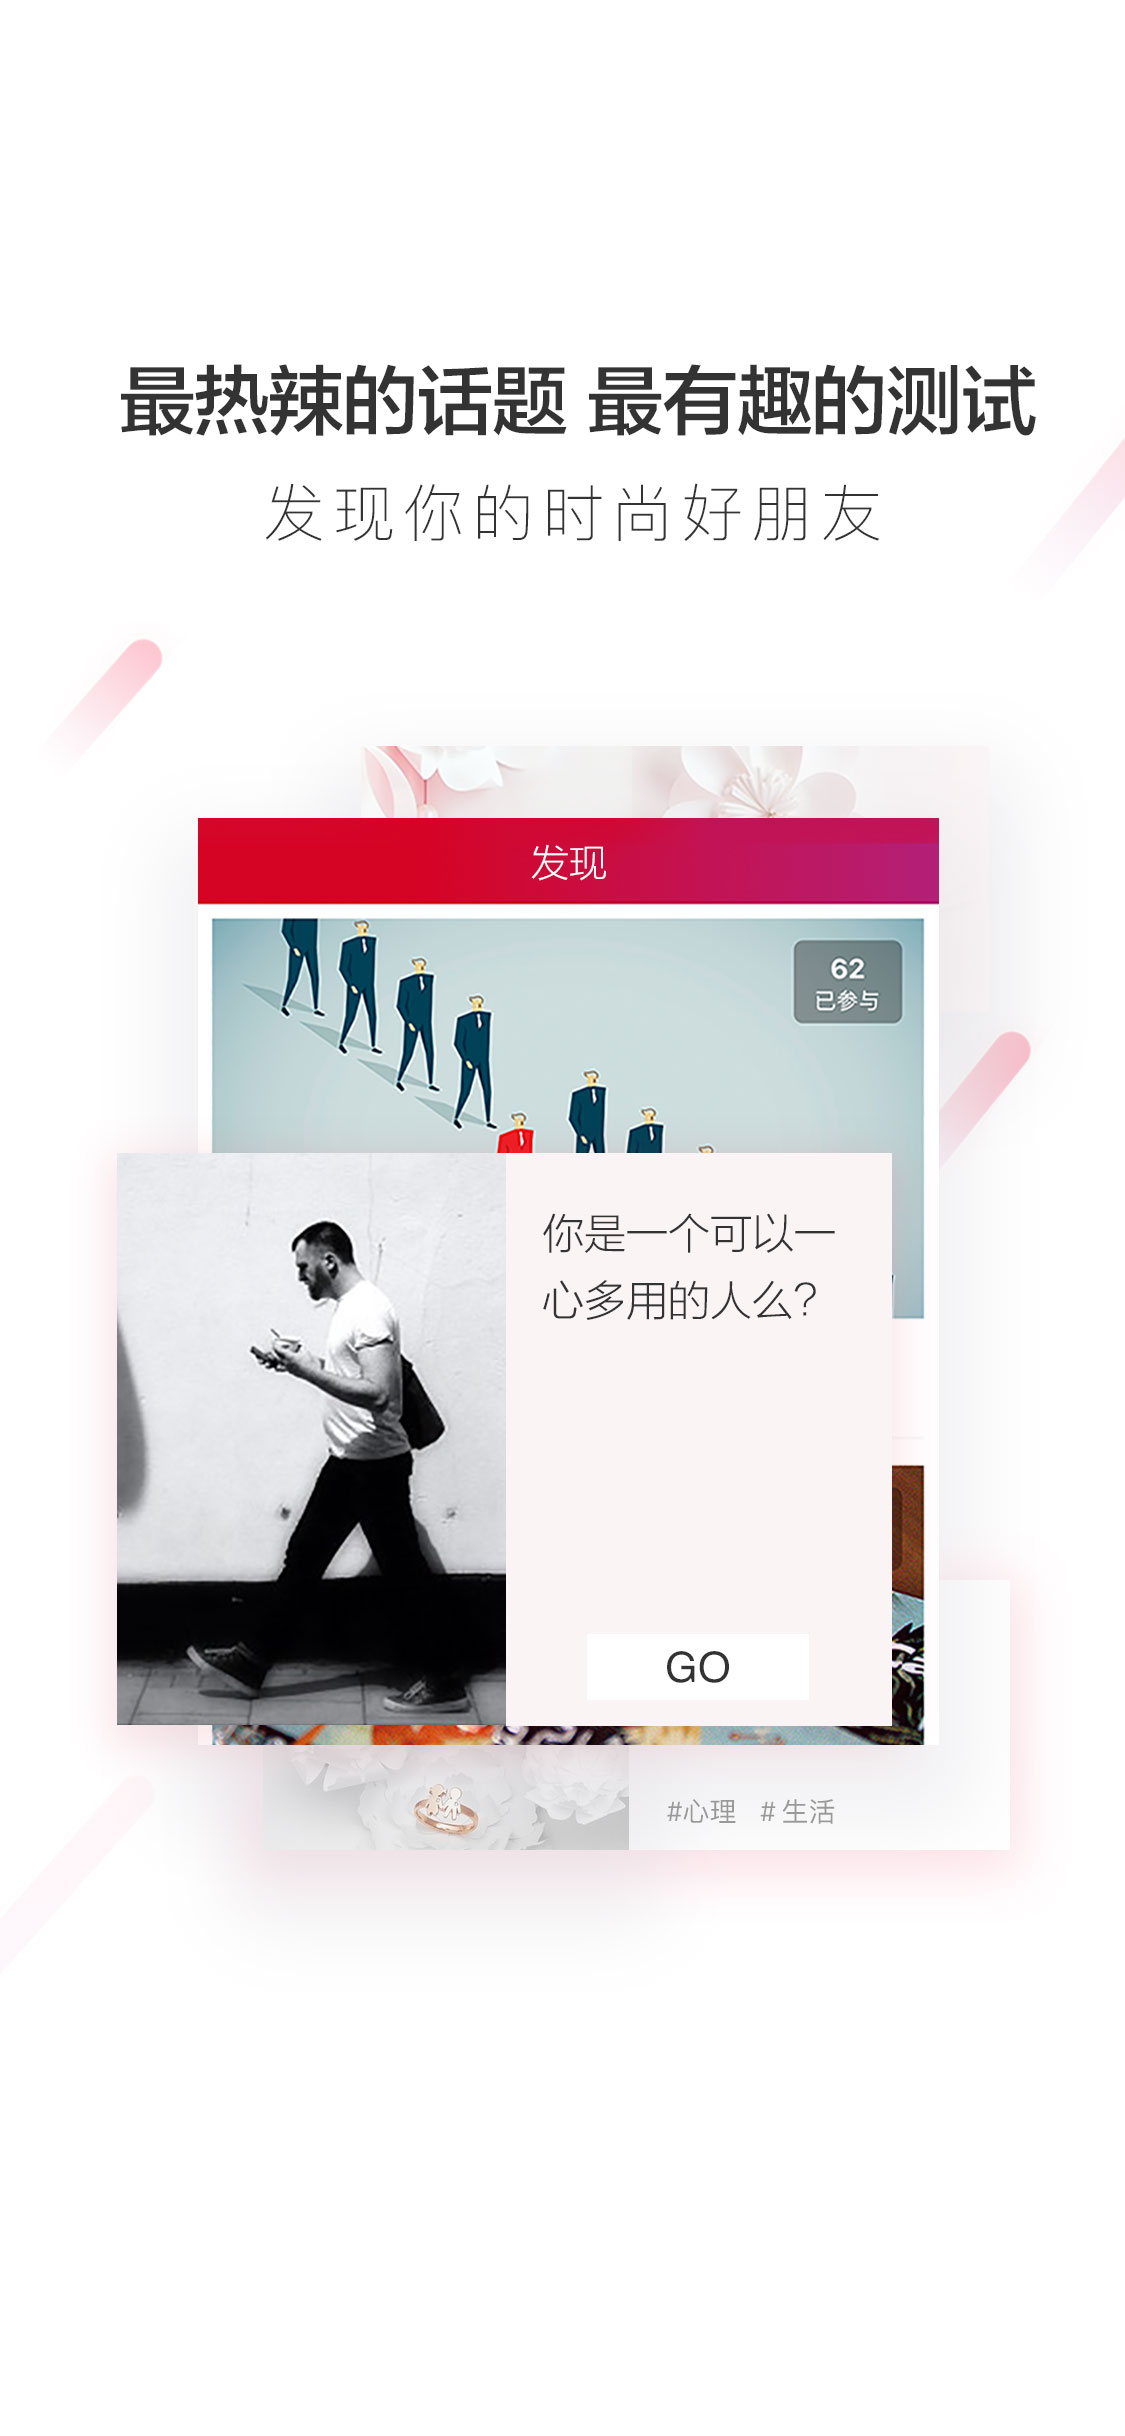 最热辣的话题 最有趣的测试
发现你的时尚好朋友
发现
62
已参与
你是一个可以一
心多用的人么?
GO
#心理 # 生活